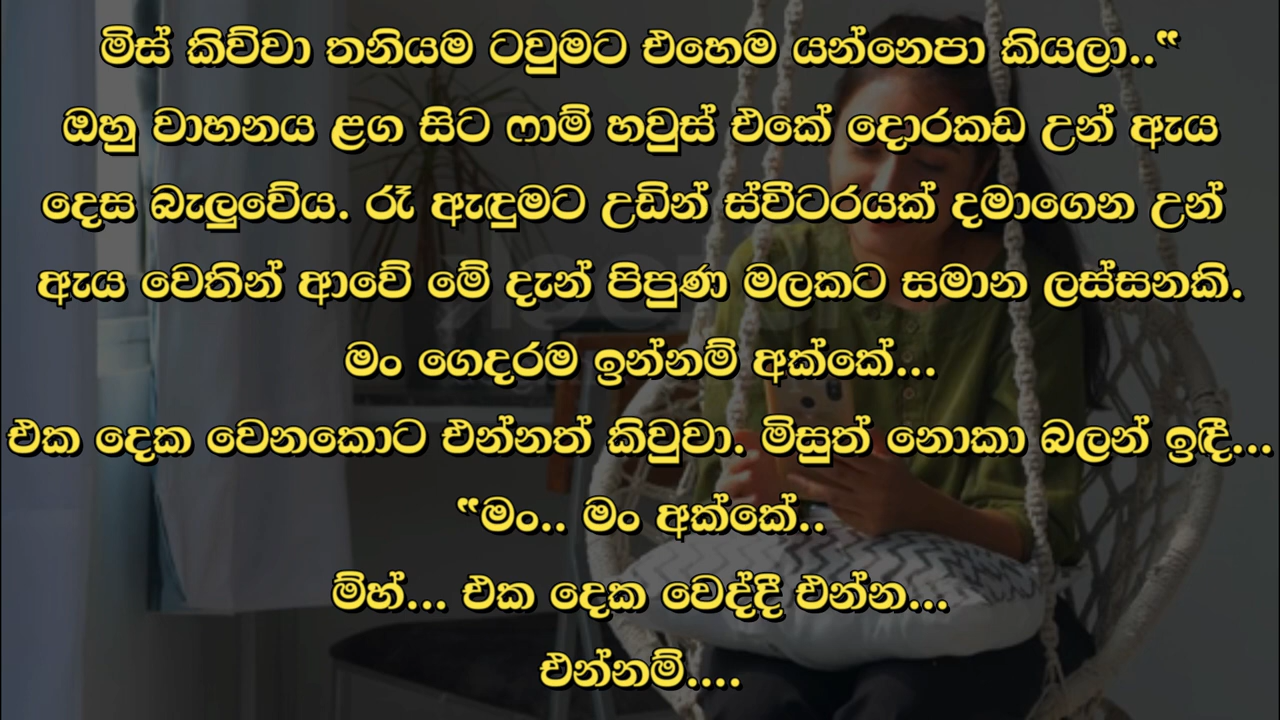 මිස් කිව්වා තනියම ටවුමට එහෙම යන්නෙපා කියලා..“
ඔහු වාහනය ළග සිට ෆාම් හවුස් එකේ දොරකඩ උන් ඇය
දෙස බැලුවේය. රෑ ඇඳුමට උඩින් ස්වීටරයක් දමාගෙන උන්
ඇය වෙතින් ආවේ මේ දැන් පිපුණ මලකට සමාන ලස්සනකි.
මං ගෙදරම ඉන්නම් අක්කේ...
එක දෙක වෙනකොට එන්නත් කිවුවා. මිසුත් නොකා බලන් ඉඳී...
“මං.. මං අක්කේ..
ම්හ්... එක දෙක වෙද්දී එන්න...
එන්නම්....